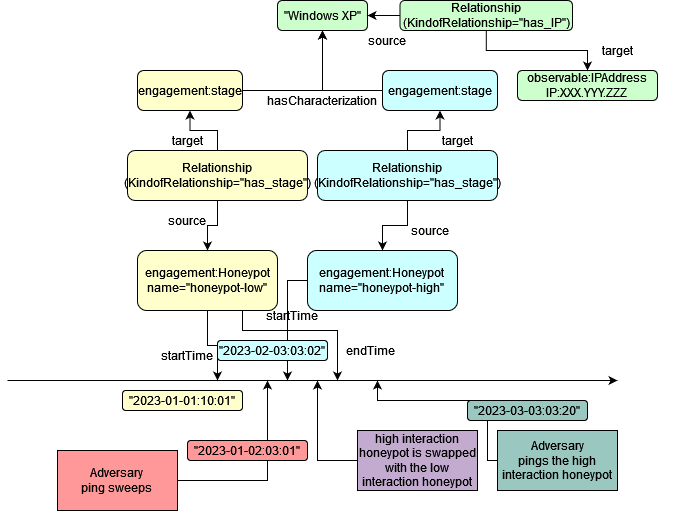 "Windows XP"
Relationship
(KindofRelationship="has_IP")
source
target
observable:IPAddress
IP:XXX.YYY.ZZZ
engagement:stage
engagement:stage
hasCharacterization
target
target
Relationship
(KindofRelationship="has_stage")
Relationship
(KindofRelationship="has_stage")
source
source
engagement:Honeypot
name="honeypot-low"
engagement:Honeypot
name="honeypot-high"
startTime
startTime
"2023-02-03:03:02"
endTime
"2023-01-01:10:01"
"2023-03-03:03:20"
"2023-01-02:03:01"
Adversary
ping sweeps
high interaction
honeypot is swapped
with the low
interaction honeypot
Adversary
pings the high
interaction honeypot